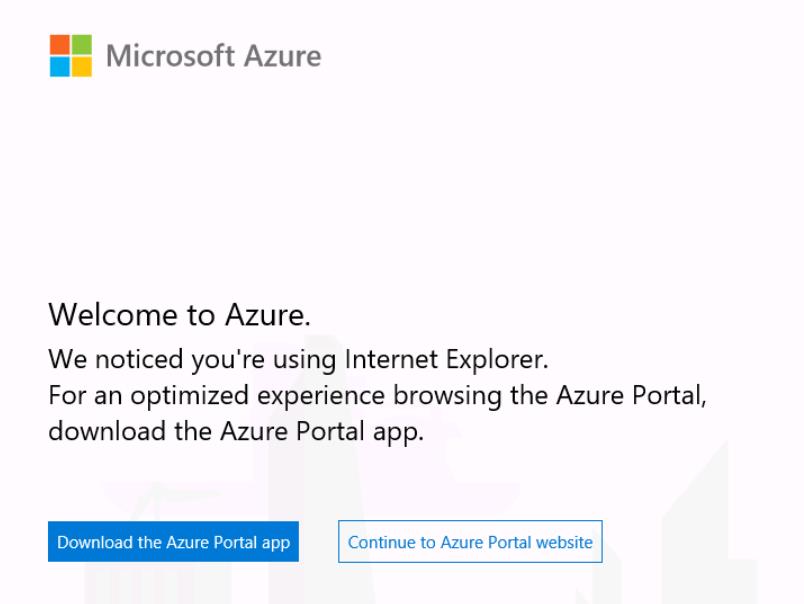 Microsoft Azure
Welcome to Azure.
We noticed you're using Internet Explorer.
For an optimized experience browsing the Azure Portal,
download the Azure Portal app.
Download the Azure Portal app
Continue to Azure Portal website